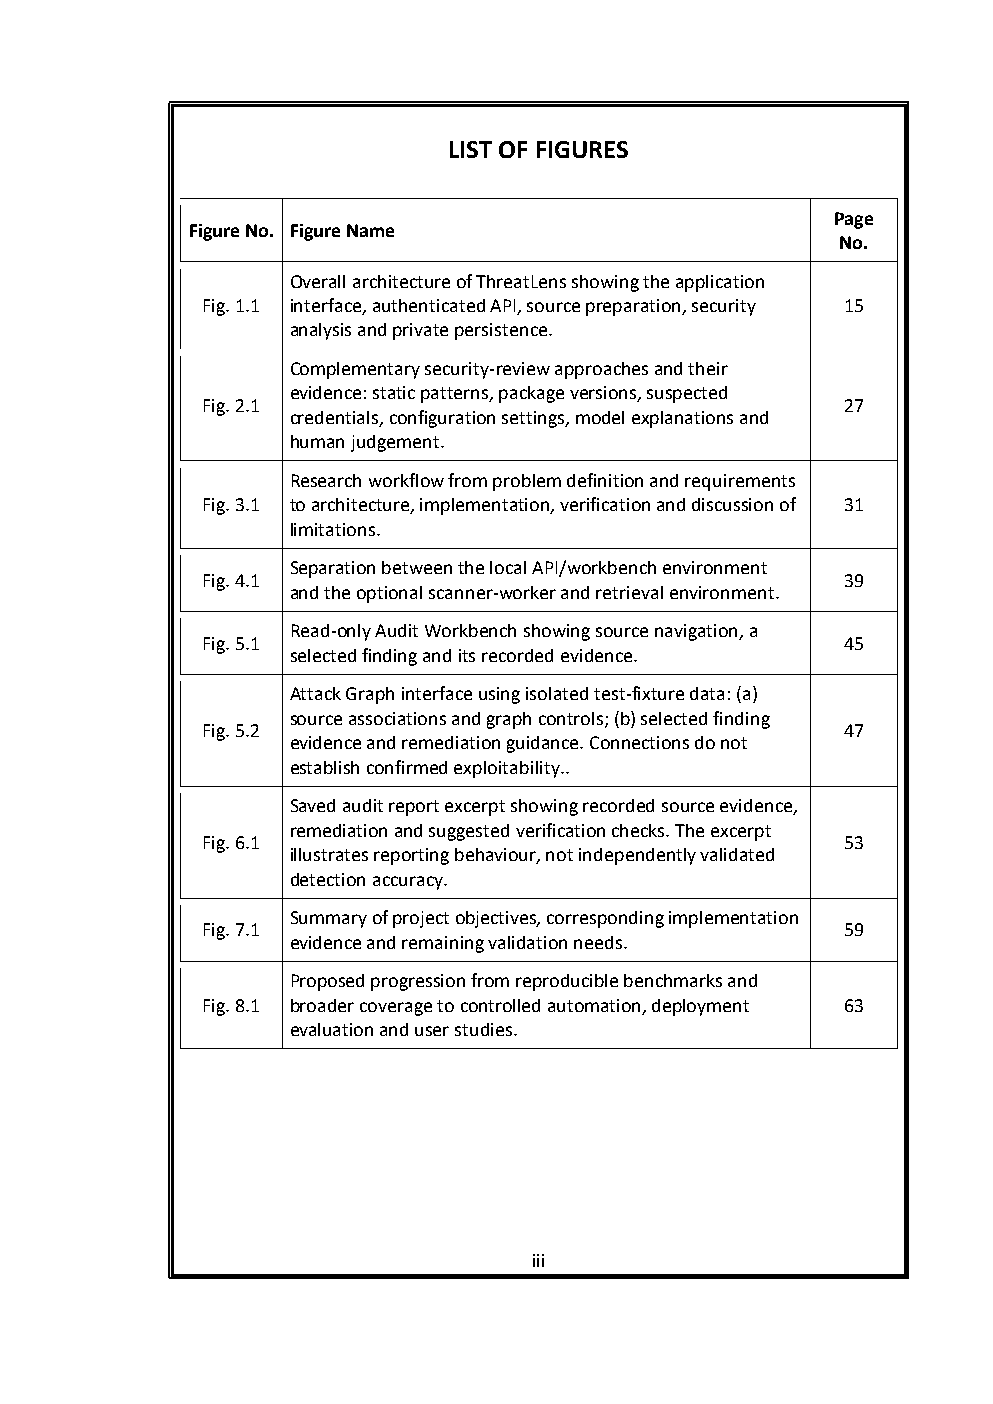 LIST OF FIGURES
Figure No. Figure Name Page No.
Fig. 1.1
Overall architecture of ThreatLens showing the application
interface, authenticated API, source preparation, security
analysis and private persistence.
15
Fig. 2.1
Complementary security-review approaches and their
evidence: static patterns, package versions, suspected
credentials, configuration settings, model explanations and
human judgement.
27
Fig. 3.1
Research workflow from problem definition and requirements
to architecture, implementation, verification and discussion of
limitations.
31
Fig. 4.1
Separation between the local API/workbench environment
and the optional scanner-worker and retrieval environment.
39
Fig. 5.1
Read-only Audit Workbench showing source navigation, a
selected finding and its recorded evidence.
45
Fig. 5.2
Attack Graph interface using isolated test-fixture data: (a)
source associations and graph controls; (b) selected finding
evidence and remediation guidance. Connections do not
establish confirmed exploitability..
47
Fig. 6.1
Saved audit report excerpt showing recorded source evidence,
remediation and suggested verification checks. The excerpt
illustrates reporting behaviour, not independently validated
detection accuracy.
53
Fig. 7.1
Summary of project objectives, corresponding implementation
evidence and remaining validation needs.
59
Fig. 8.1
Proposed progression from reproducible benchmarks and
broader coverage to controlled automation, deployment
evaluation and user studies.
63
iii